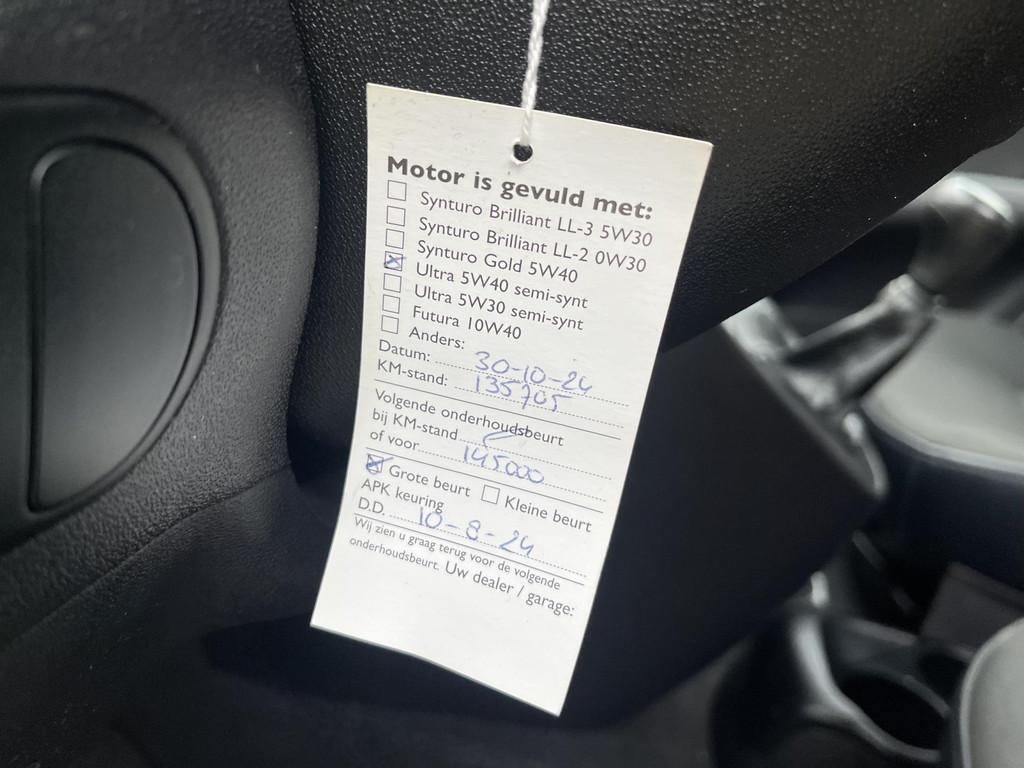 Motor is gevuld met:
Synturo Brilliant LL-3 5W30
Synturo Brilliant LL-2 0W30
Synturo Gold 5W40
Ultra 5W40 semi-synt
Ultra 5W30 semi-synt
Futura 10W40
Anders:
Datum: 30-10-24
KM-stand: 135705
Volgende onderhoudsbeurt
bij KM-stand
of voor 145000
Grote beurt Kleine beurt
APK keuring
D.D. 10-8-24
Wij zien u graag terug voor de volgende
onderhoudsbeurt. Uw dealer / garage: